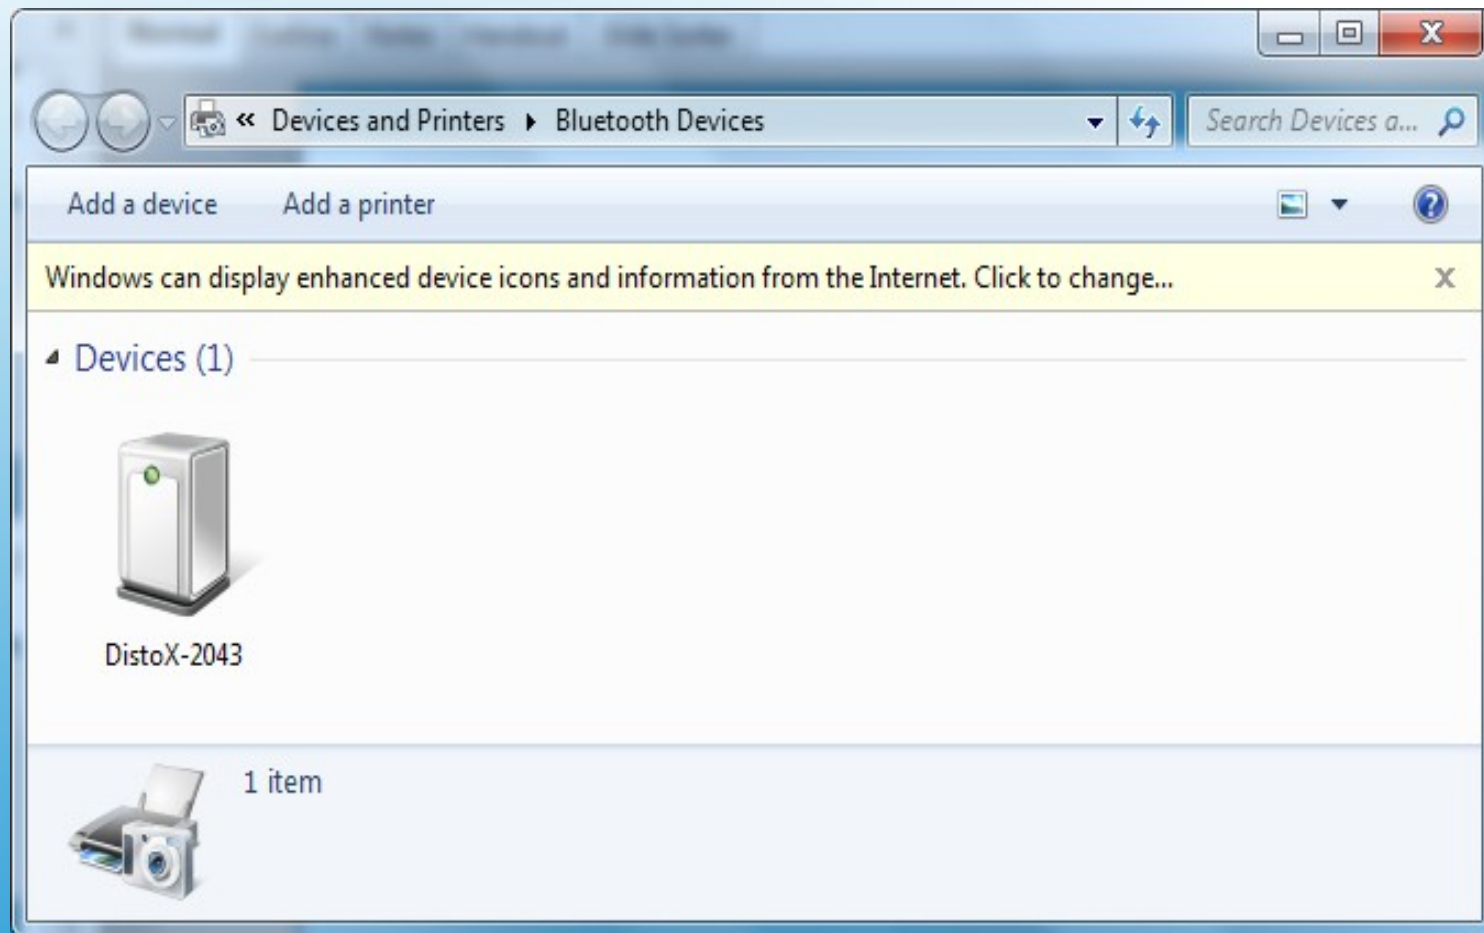 « Devices and Printers ▸ Bluetooth Devices
Search Devices a...
Add a device Add a printer
Windows can display enhanced device icons and information from the Internet. Click to change...
Devices (1)
DistoX-2043
1 item